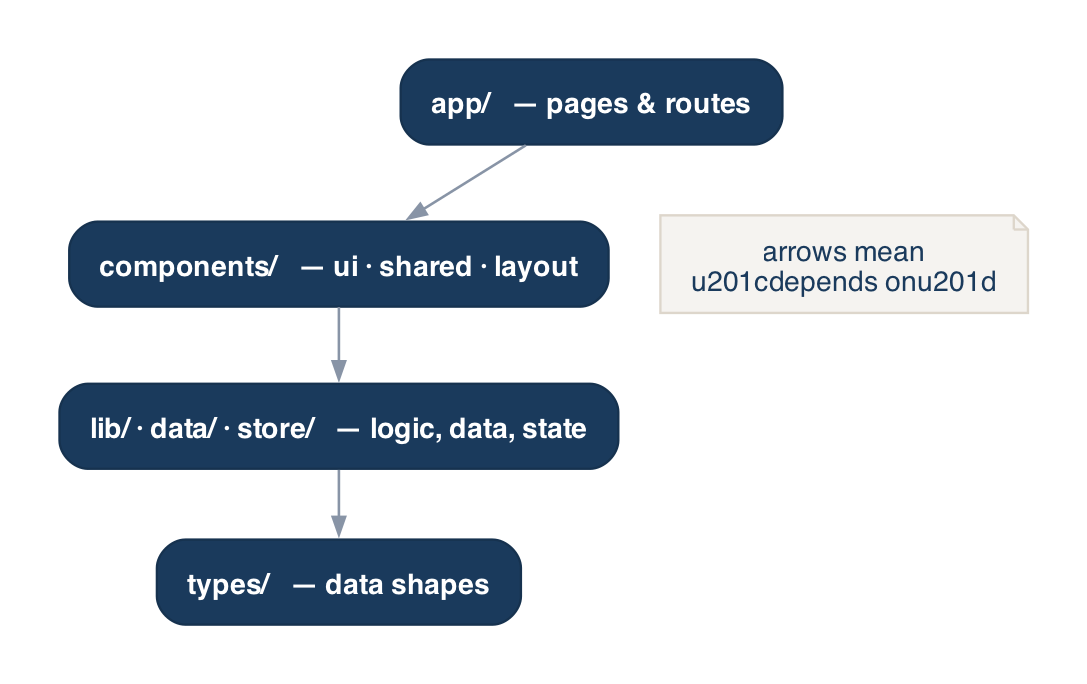 app/ — pages & routes
components/ — ui · shared · layout
arrows mean
u201cdepends onu201d
lib/ · data/ · store/ — logic, data, state
types/ — data shapes